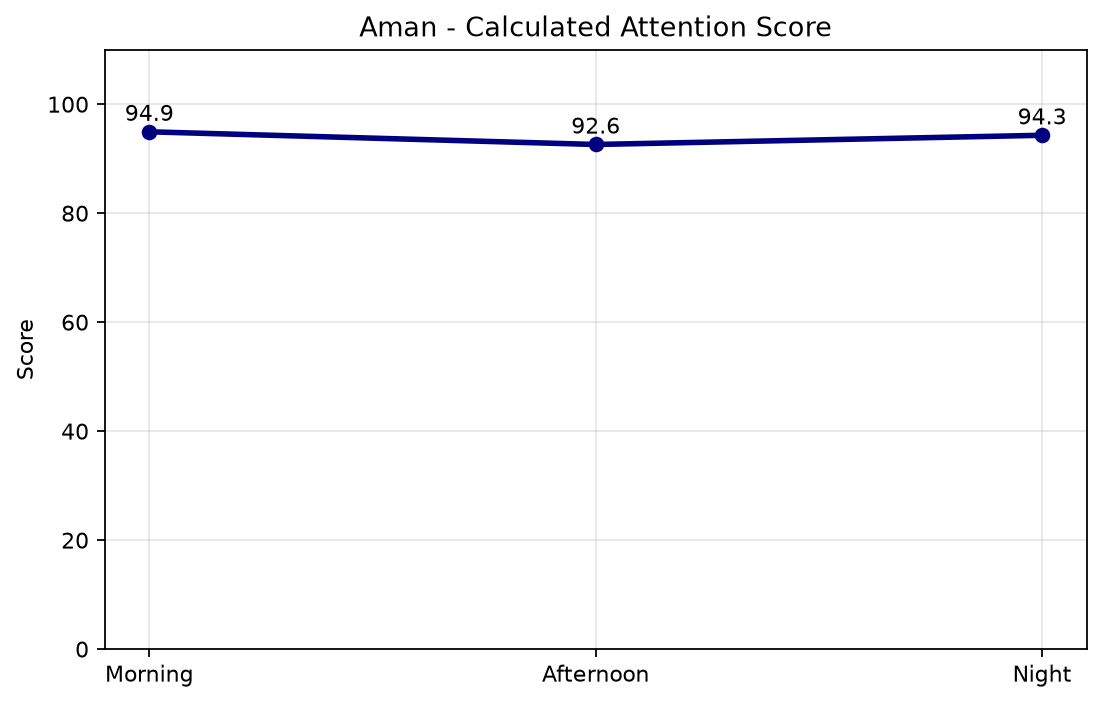 Aman - Calculated Attention Score
100
80
60
40
20
0
Score
94.9
92.6
94.3
Morning
Afternoon
Night